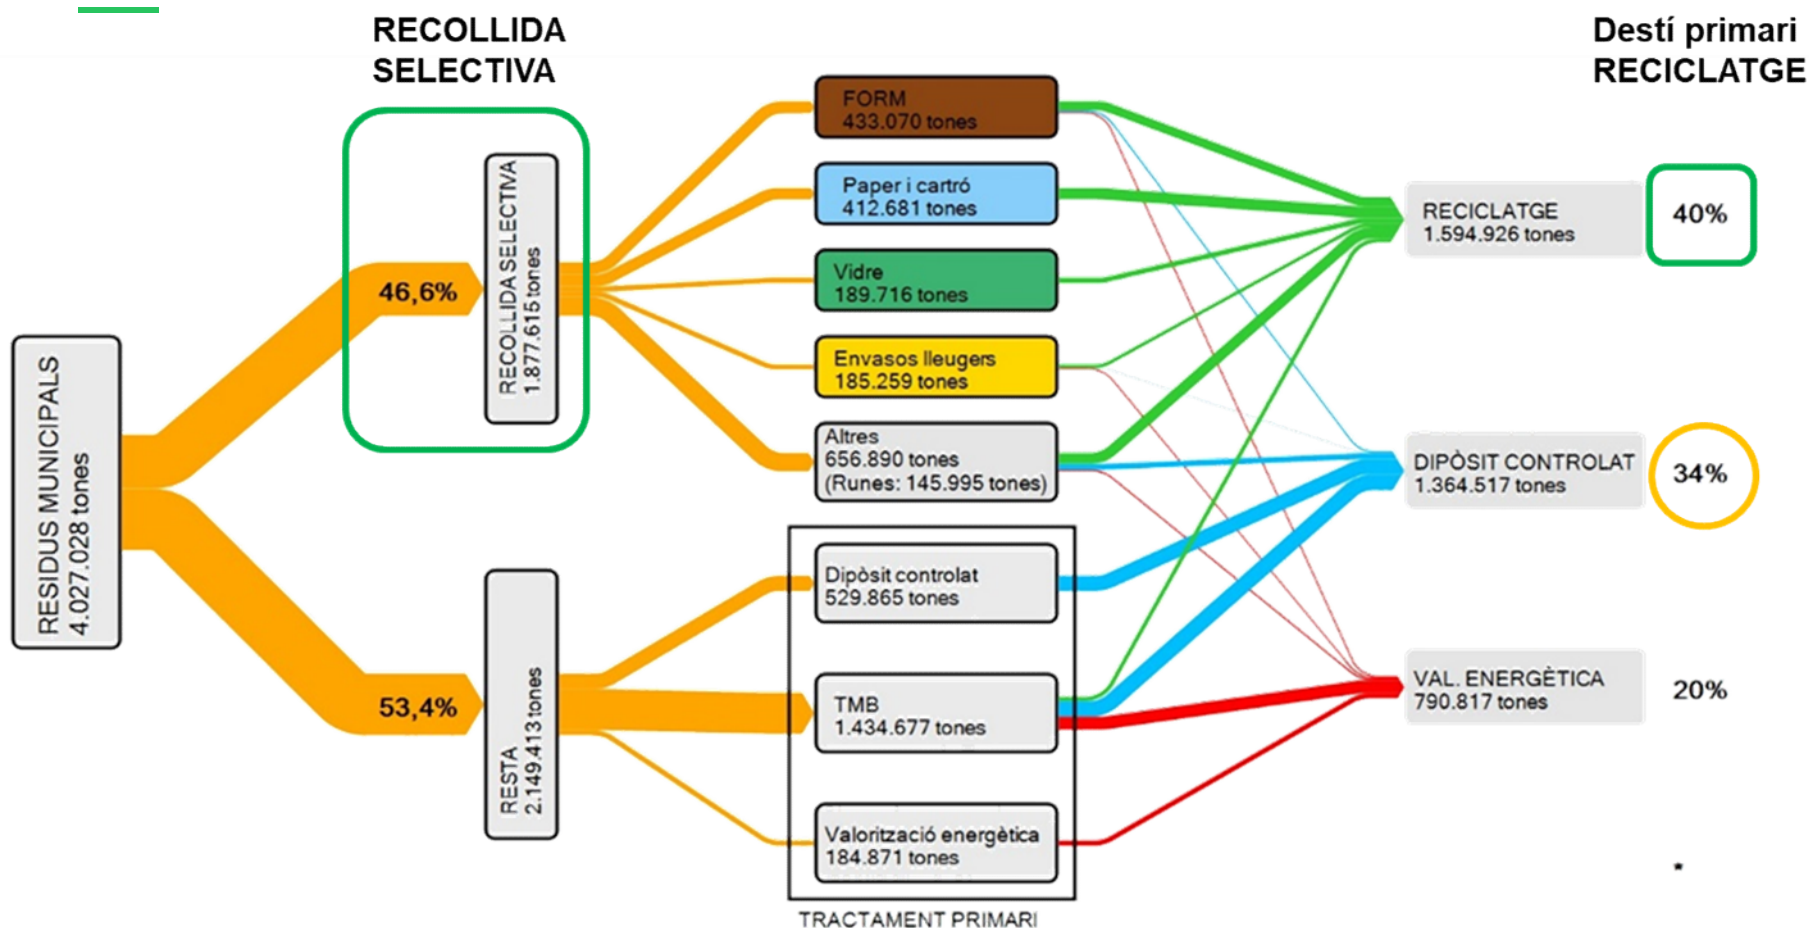 RECOLLIDA
SELECTIVA
Destí primari
RECICLATGE
RESIDUS MUNICIPALS
4.027.028 tones
46,6%
RECOLLIDA SELECTIVA
1.877.615 tones
53,4%
RESTA
2.149.413 tones
FORM
433.070 tones
Paper i cartró
412.681 tones
Vidre
189.716 tones
Envasos lleugers
185.259 tones
Altres
656.890 tones
(Runes: 145.995 tones)
Dipòsit controlat
529.865 tones
TMB
1.434.677 tones
Valorització energètica
184.871 tones
TRACTAMENT PRIMARI
RECICLATGE
1.594.926 tones
40%
DIPÒSIT CONTROLAT
1.364.517 tones
34%
VAL. ENERGÈTICA
790.817 tones
20%
*